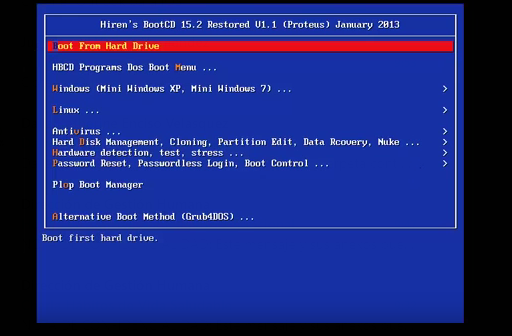 Hiren's BootCD 15.2 Restored V1.1 (Proteus) January 2013
Boot From Hard Drive
HBCD Programs Dos Boot Menu ...
Windows (Mini Windows XP, Mini Windows 7) ... >
Linux ... >
Antivirus ... >
Hard Disk Management, Cloning, Partition Edit, Data Rcovery, Nuke ... >
Hardware detection, test, stress ... >
Password Reset, Passwordless Login, Boot Control ... >
Plop Boot Manager
Alternative Boot Method (Grub4DOS) ...
Boot first hard drive.